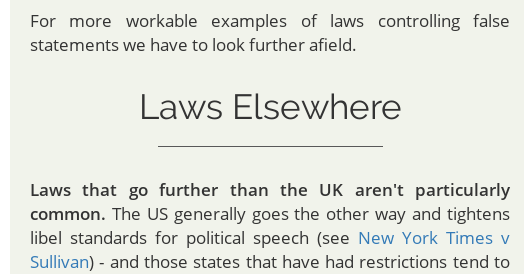 For more workable examples of laws controlling false
statements we have to look further afield.
Laws Elsewhere
Laws that go further than the UK aren't particularly
common. The US generally goes the other way and tightens
libel standards for political speech (see New York Times v
Sullivan) - and those states that have had restrictions tend to